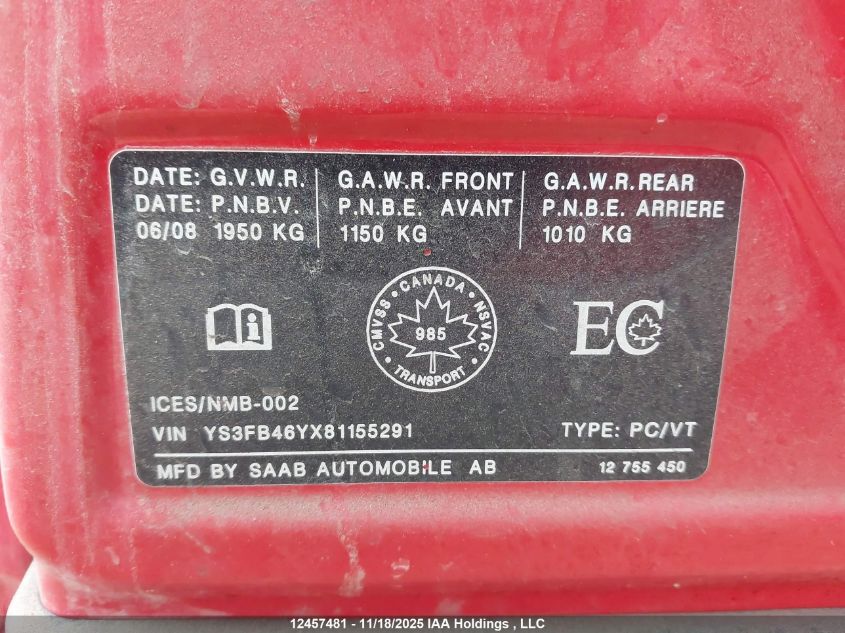 DATE: G.V.W.R. G.A.W.R. FRONT G.A.W.R. REAR
DATE: P.N.B.V. P.N.B.E. AVANT P.N.B.E. ARRIERE
06/08 1950 KG 1150 KG 1010 KG
CMVSS • CANADA • NSVAC • TRANSPORT •
985
EC
ICES/NMB-002
VIN YS3FB46YX81155291 TYPE: PC/VT
MFD BY SAAB AUTOMOBILE AB 12 755 450
12457481 - 11/18/2025 IAA Holdings , LLC